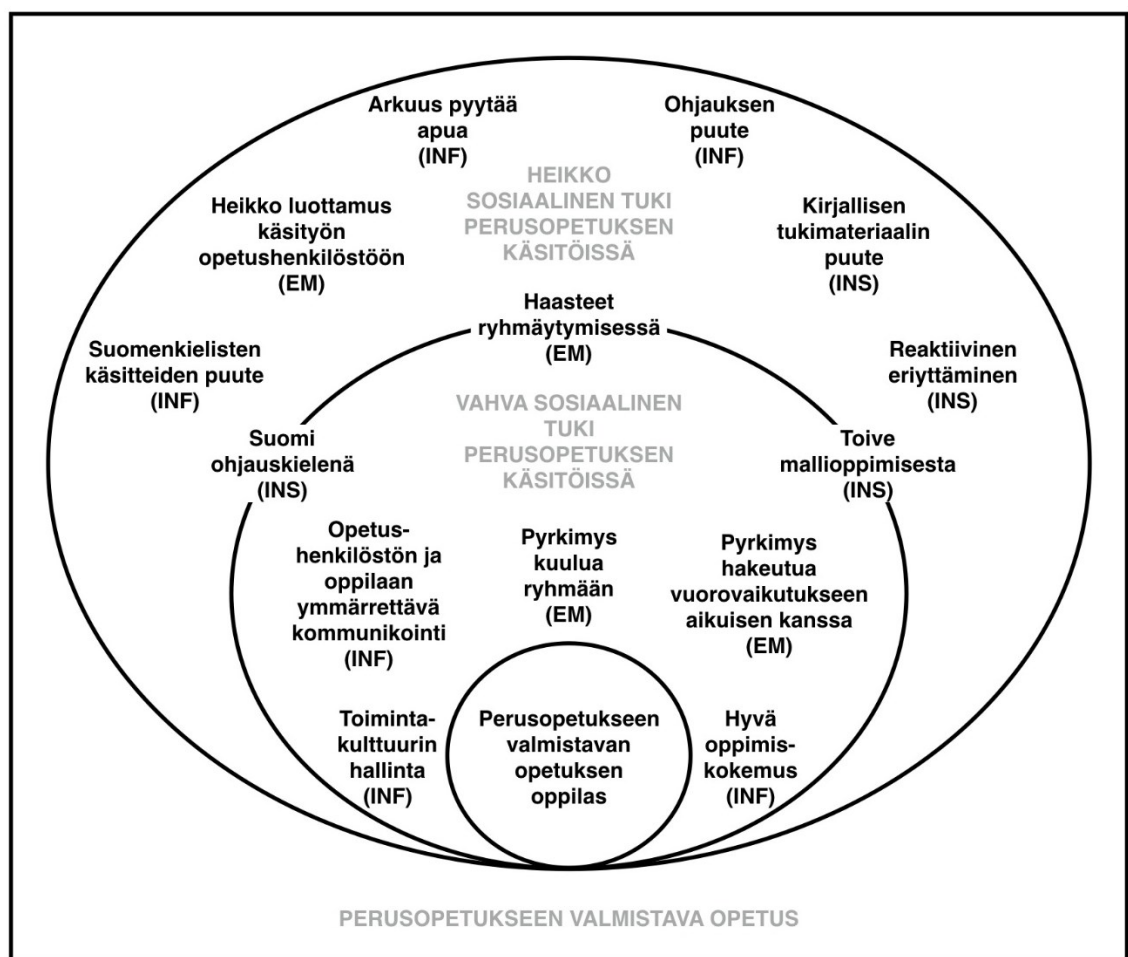 Arkuus pyytää
apua
(INF)
Ohjauksen
puute
(INF)
HEIKKO
SOSIAALINEN TUKI
PERUSOPETUKSEN
KÄSITÖISSÄ
Heikko luottamus
käsityön
opetushenkilöstöön
(EM)
Kirjallisen
tukimateriaalin
puute
(INS)
Haasteet
ryhmäytymisessä
(EM)
Suomenkielisten
käsitteiden puute
(INF)
Reaktiivinen
eriyttäminen
(INS)
VAHVA SOSIAALINEN
TUKI
PERUSOPETUKSEN
KÄSITÖISSÄ
Suomi
ohjauskielenä
(INS)
Toive
mallioppimisesta
(INS)
Opetus-
henkilöstön ja
oppilaan
ymmärrettävä
kommunikointi
(INF)
Pyrkimys
kuulua
ryhmään
(EM)
Pyrkimys
hakeutua
vuorovaikutukseen
aikuisen kanssa
(EM)
Toiminta-
kulttuurin
hallinta
(INF)
Perusopetukseen
valmistavan
opetuksen
oppilas
Hyvä
oppimis-
kokemus
(INF)
PERUSOPETUKSEEN VALMISTAVA OPETUS